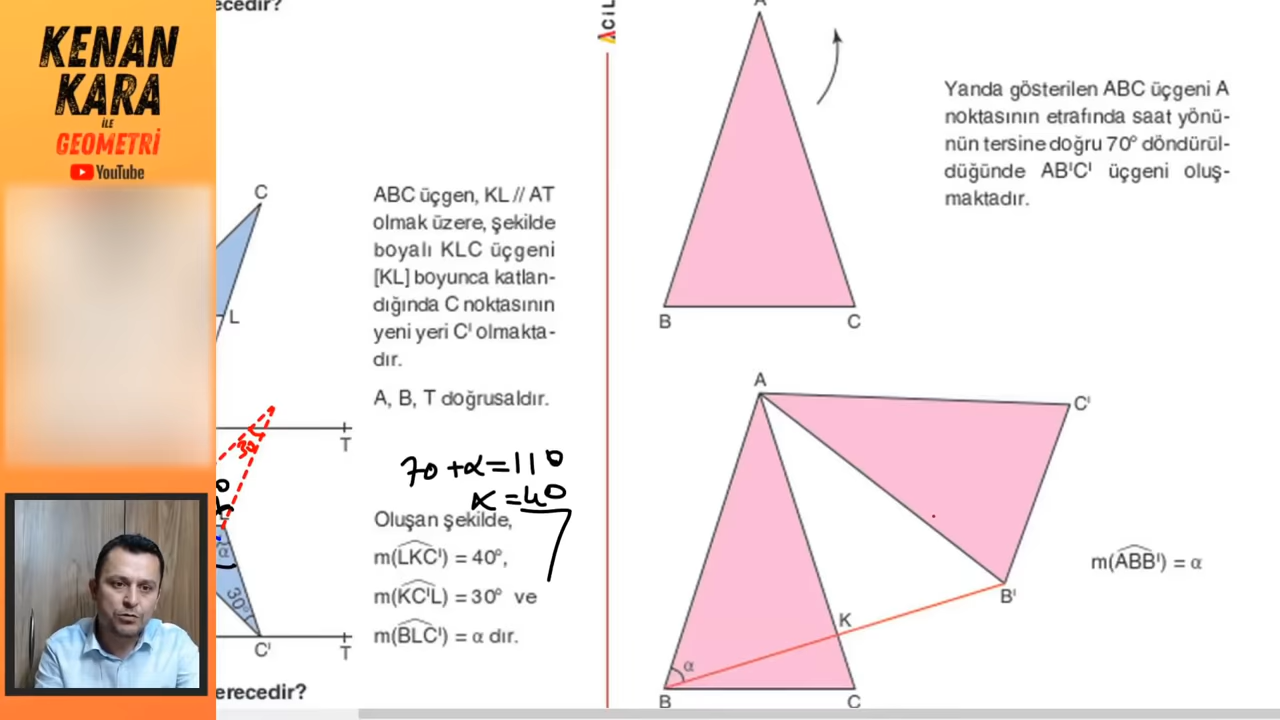 ecedir?
KENAN
KARA
İLE
GEOMETRİ
YouTube
C
L
ABC üçgen, KL // AT
olmak üzere, şekilde
boyalı KLC üçgeni
[KL] boyunca katlan-
dığında C noktasının
yeni yeri C' olmakta-
dır.
A, B, T doğrusaldır.
T
30
70 + α = 110
α = 40
Oluşan şekilde,
m(LKC') = 40°,
m(KC'L) = 30° ve
m(BLC') = α dır.
α
30°
C'
T
erecedir?
ACİL
A
B
C
Yanda gösterilen ABC üçgeni A
noktasının etrafında saat yönü-
nün tersine doğru 70° döndürül-
düğünde AB'C' üçgeni oluş-
maktadır.
A
C'
B'
K
α
B
C
m(ABB') = α